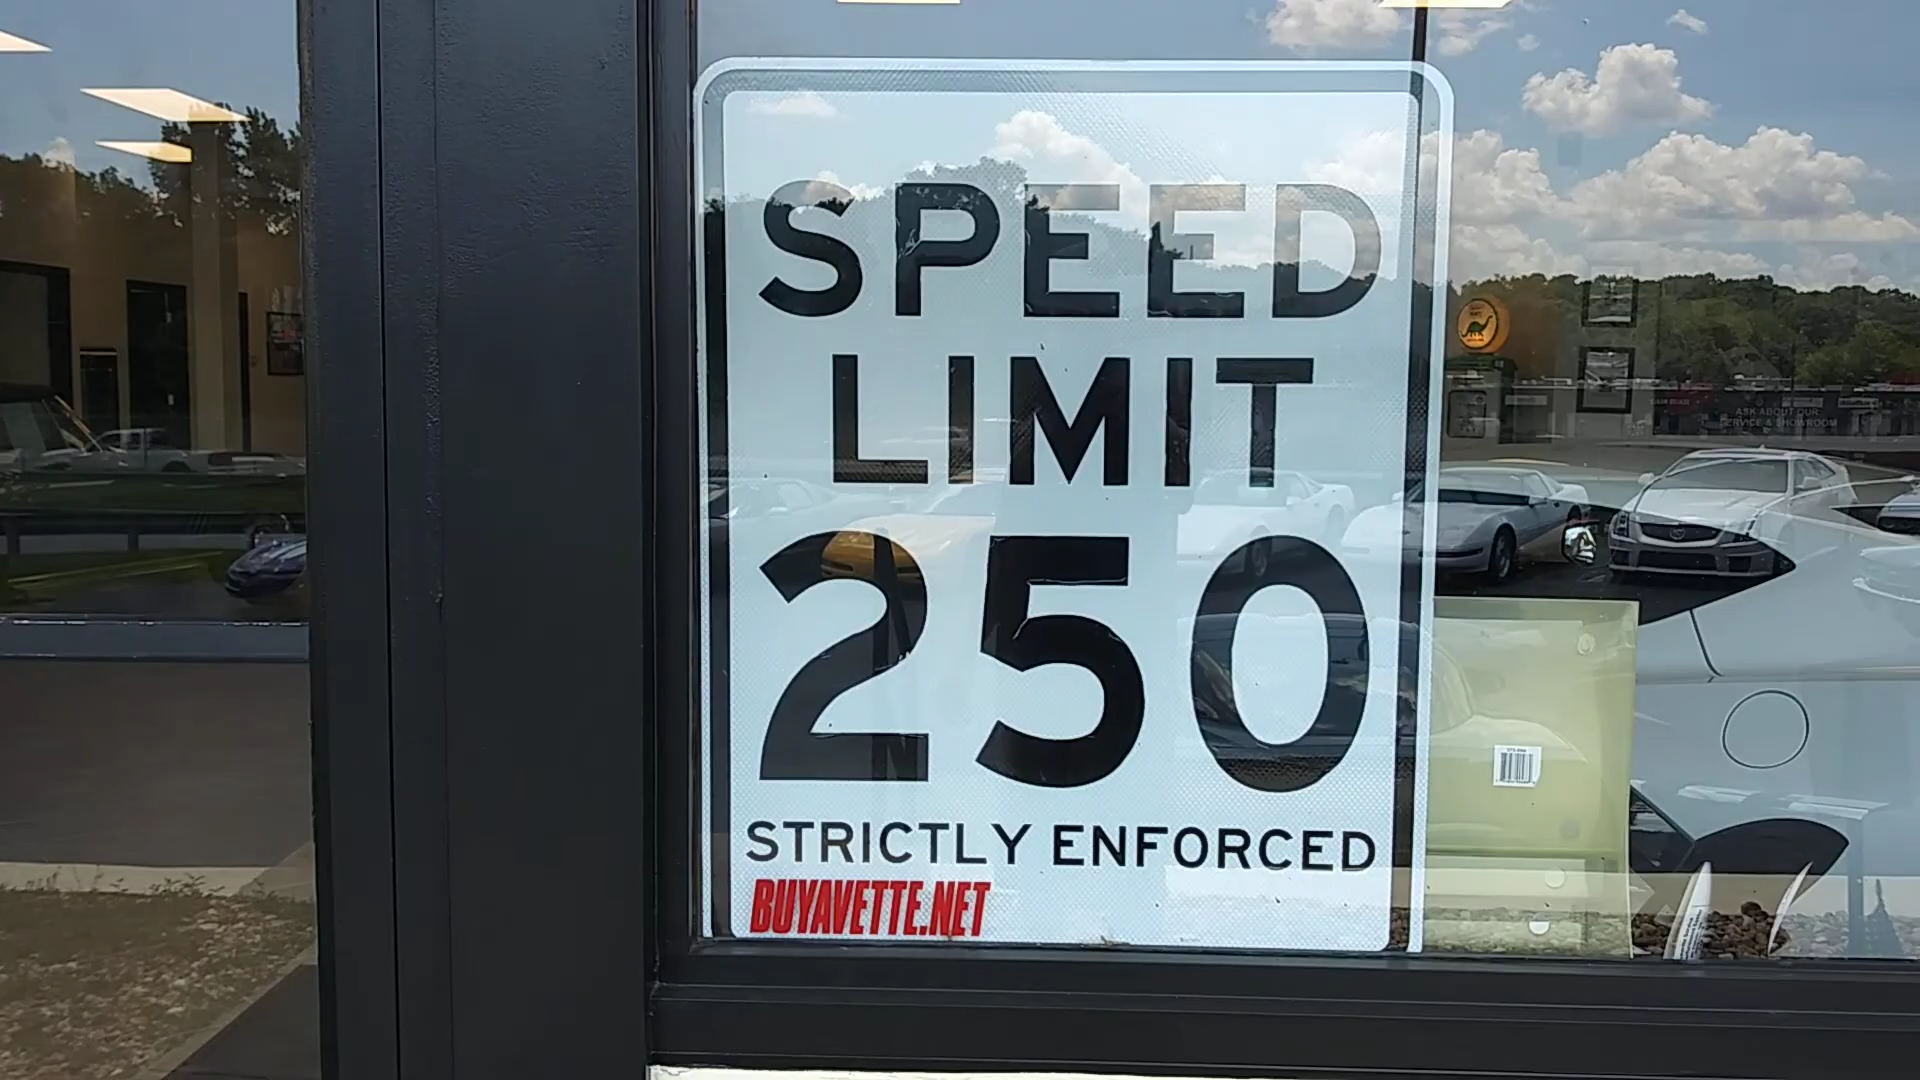 SPEED
LIMIT
250
STRICTLY ENFORCED
BUYAVETTE.NET
ASK ABOUT OUR
SERVICE & SHOWROOM